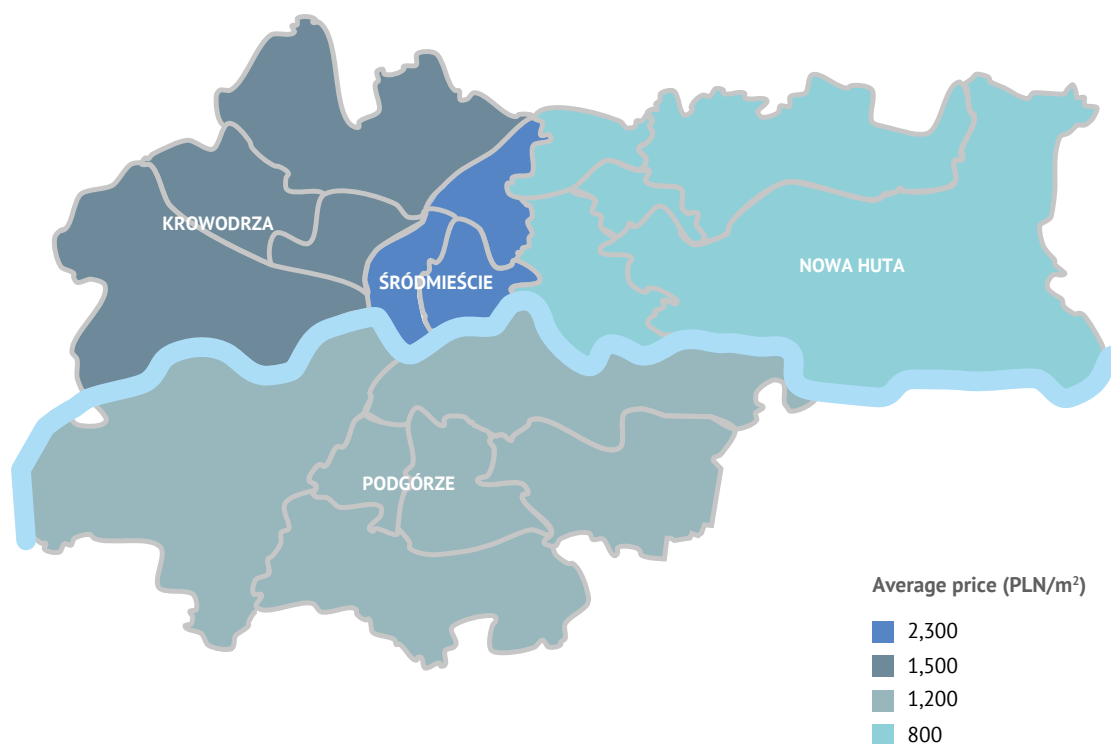 KROWODRZA
ŚRÓDMIEŚCIE
NOWA HUTA
PODGÓRZE
Average price (PLN/m²)
2,300
1,500
1,200
800